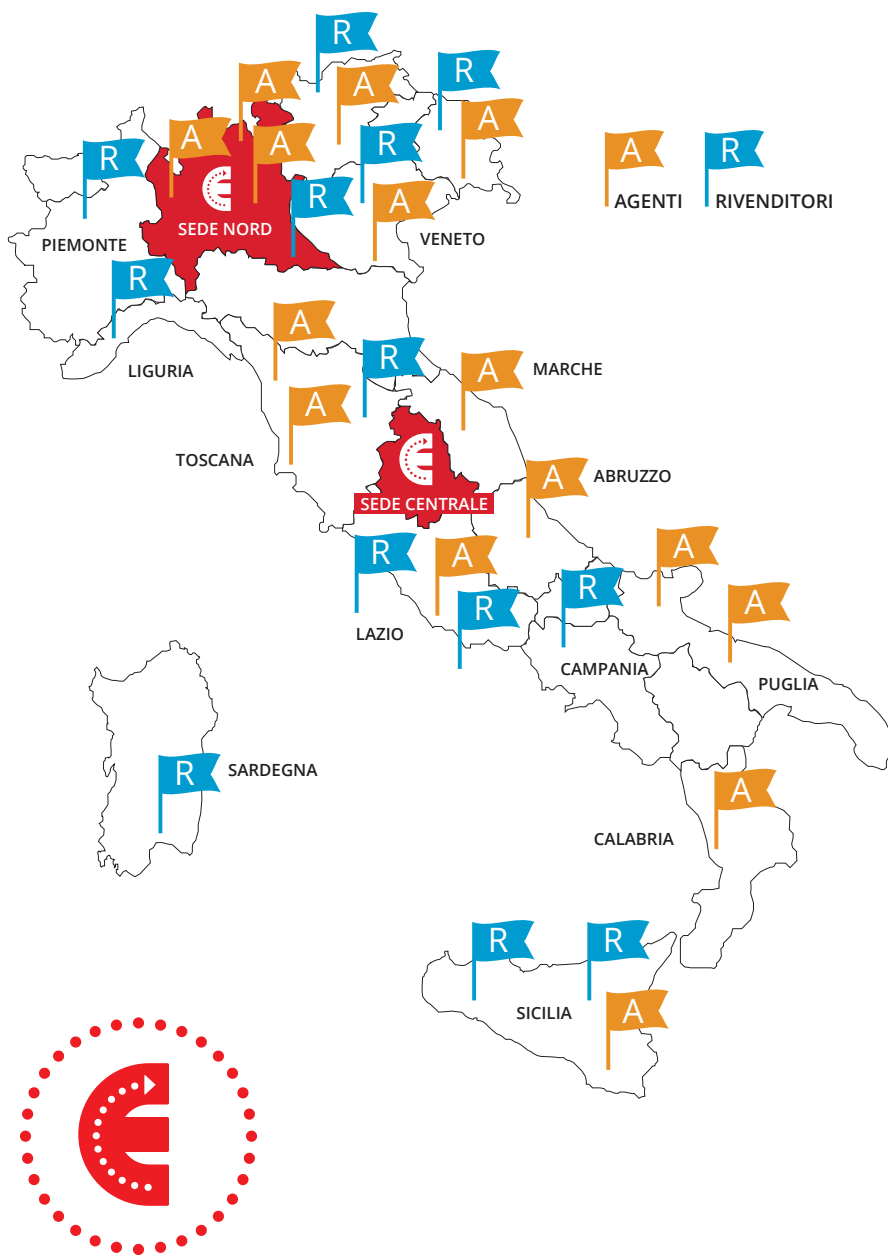 R
A
R
A
A
A
A
R
R
A
R
AGENTI
RIVENDITORI
R
A
SEDE NORD
PIEMONTE
VENETO
R
A
R
A
MARCHE
LIGURIA
A
TOSCANA
A
ABRUZZO
SEDE CENTRALE
R
A
A
R
R
A
LAZIO
CAMPANIA
PUGLIA
R
SARDEGNA
A
CALABRIA
R
R
SICILIA
A